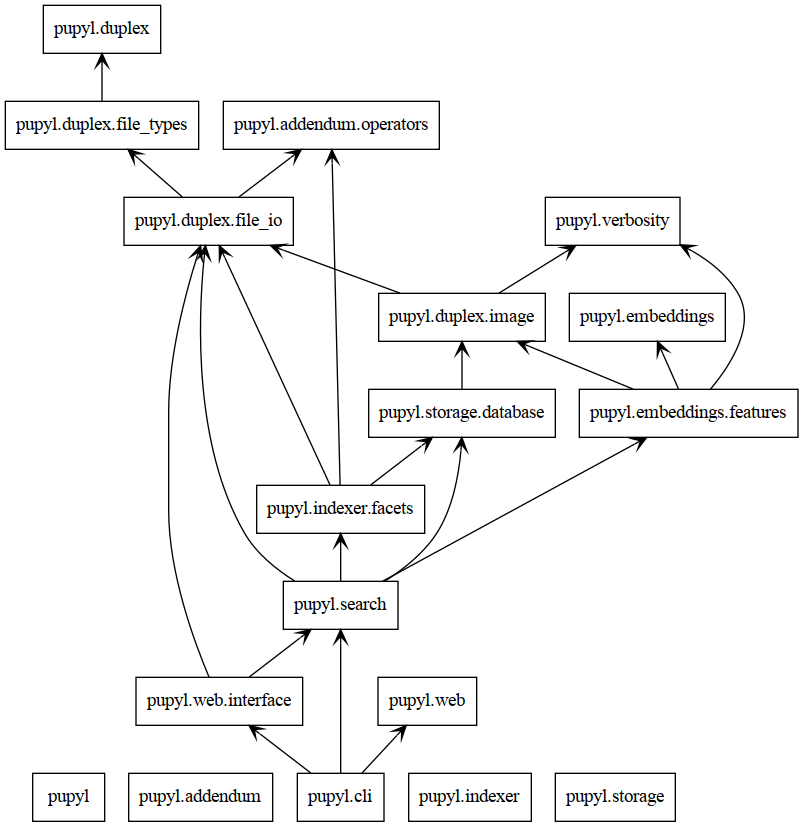 pupyl.duplex
pupyl.duplex.file_types
pupyl.addendum.operators
pupyl.duplex.file_io
pupyl.verbosity
pupyl.duplex.image
pupyl.embeddings
pupyl.storage.database
pupyl.embeddings.features
pupyl.indexer.facets
pupyl.search
pupyl.web.interface
pupyl.web
pupyl
pupyl.addendum
pupyl.cli
pupyl.indexer
pupyl.storage